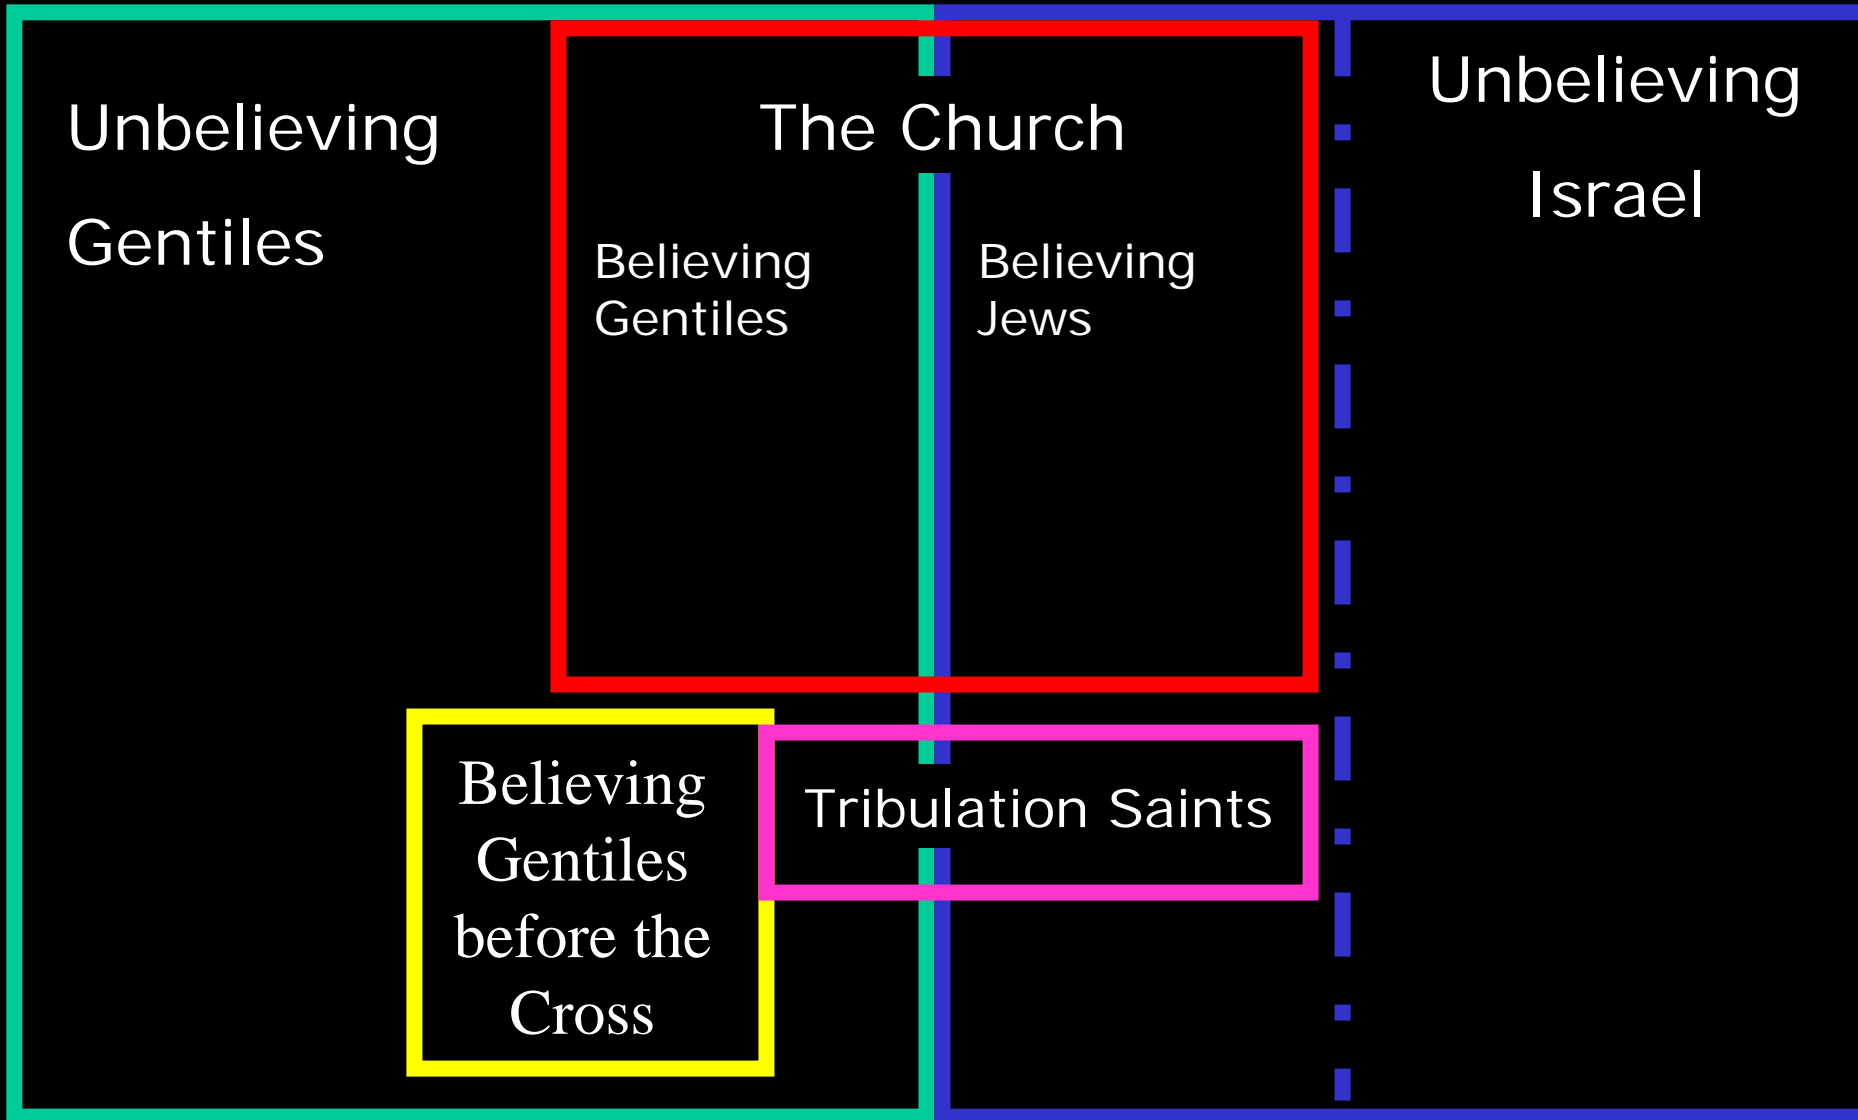 Unbelieving
Gentiles
The Church
Believing
Gentiles
Believing
Jews
Unbelieving
Israel
Believing
Gentiles
before the
Cross
Tribulation Saints